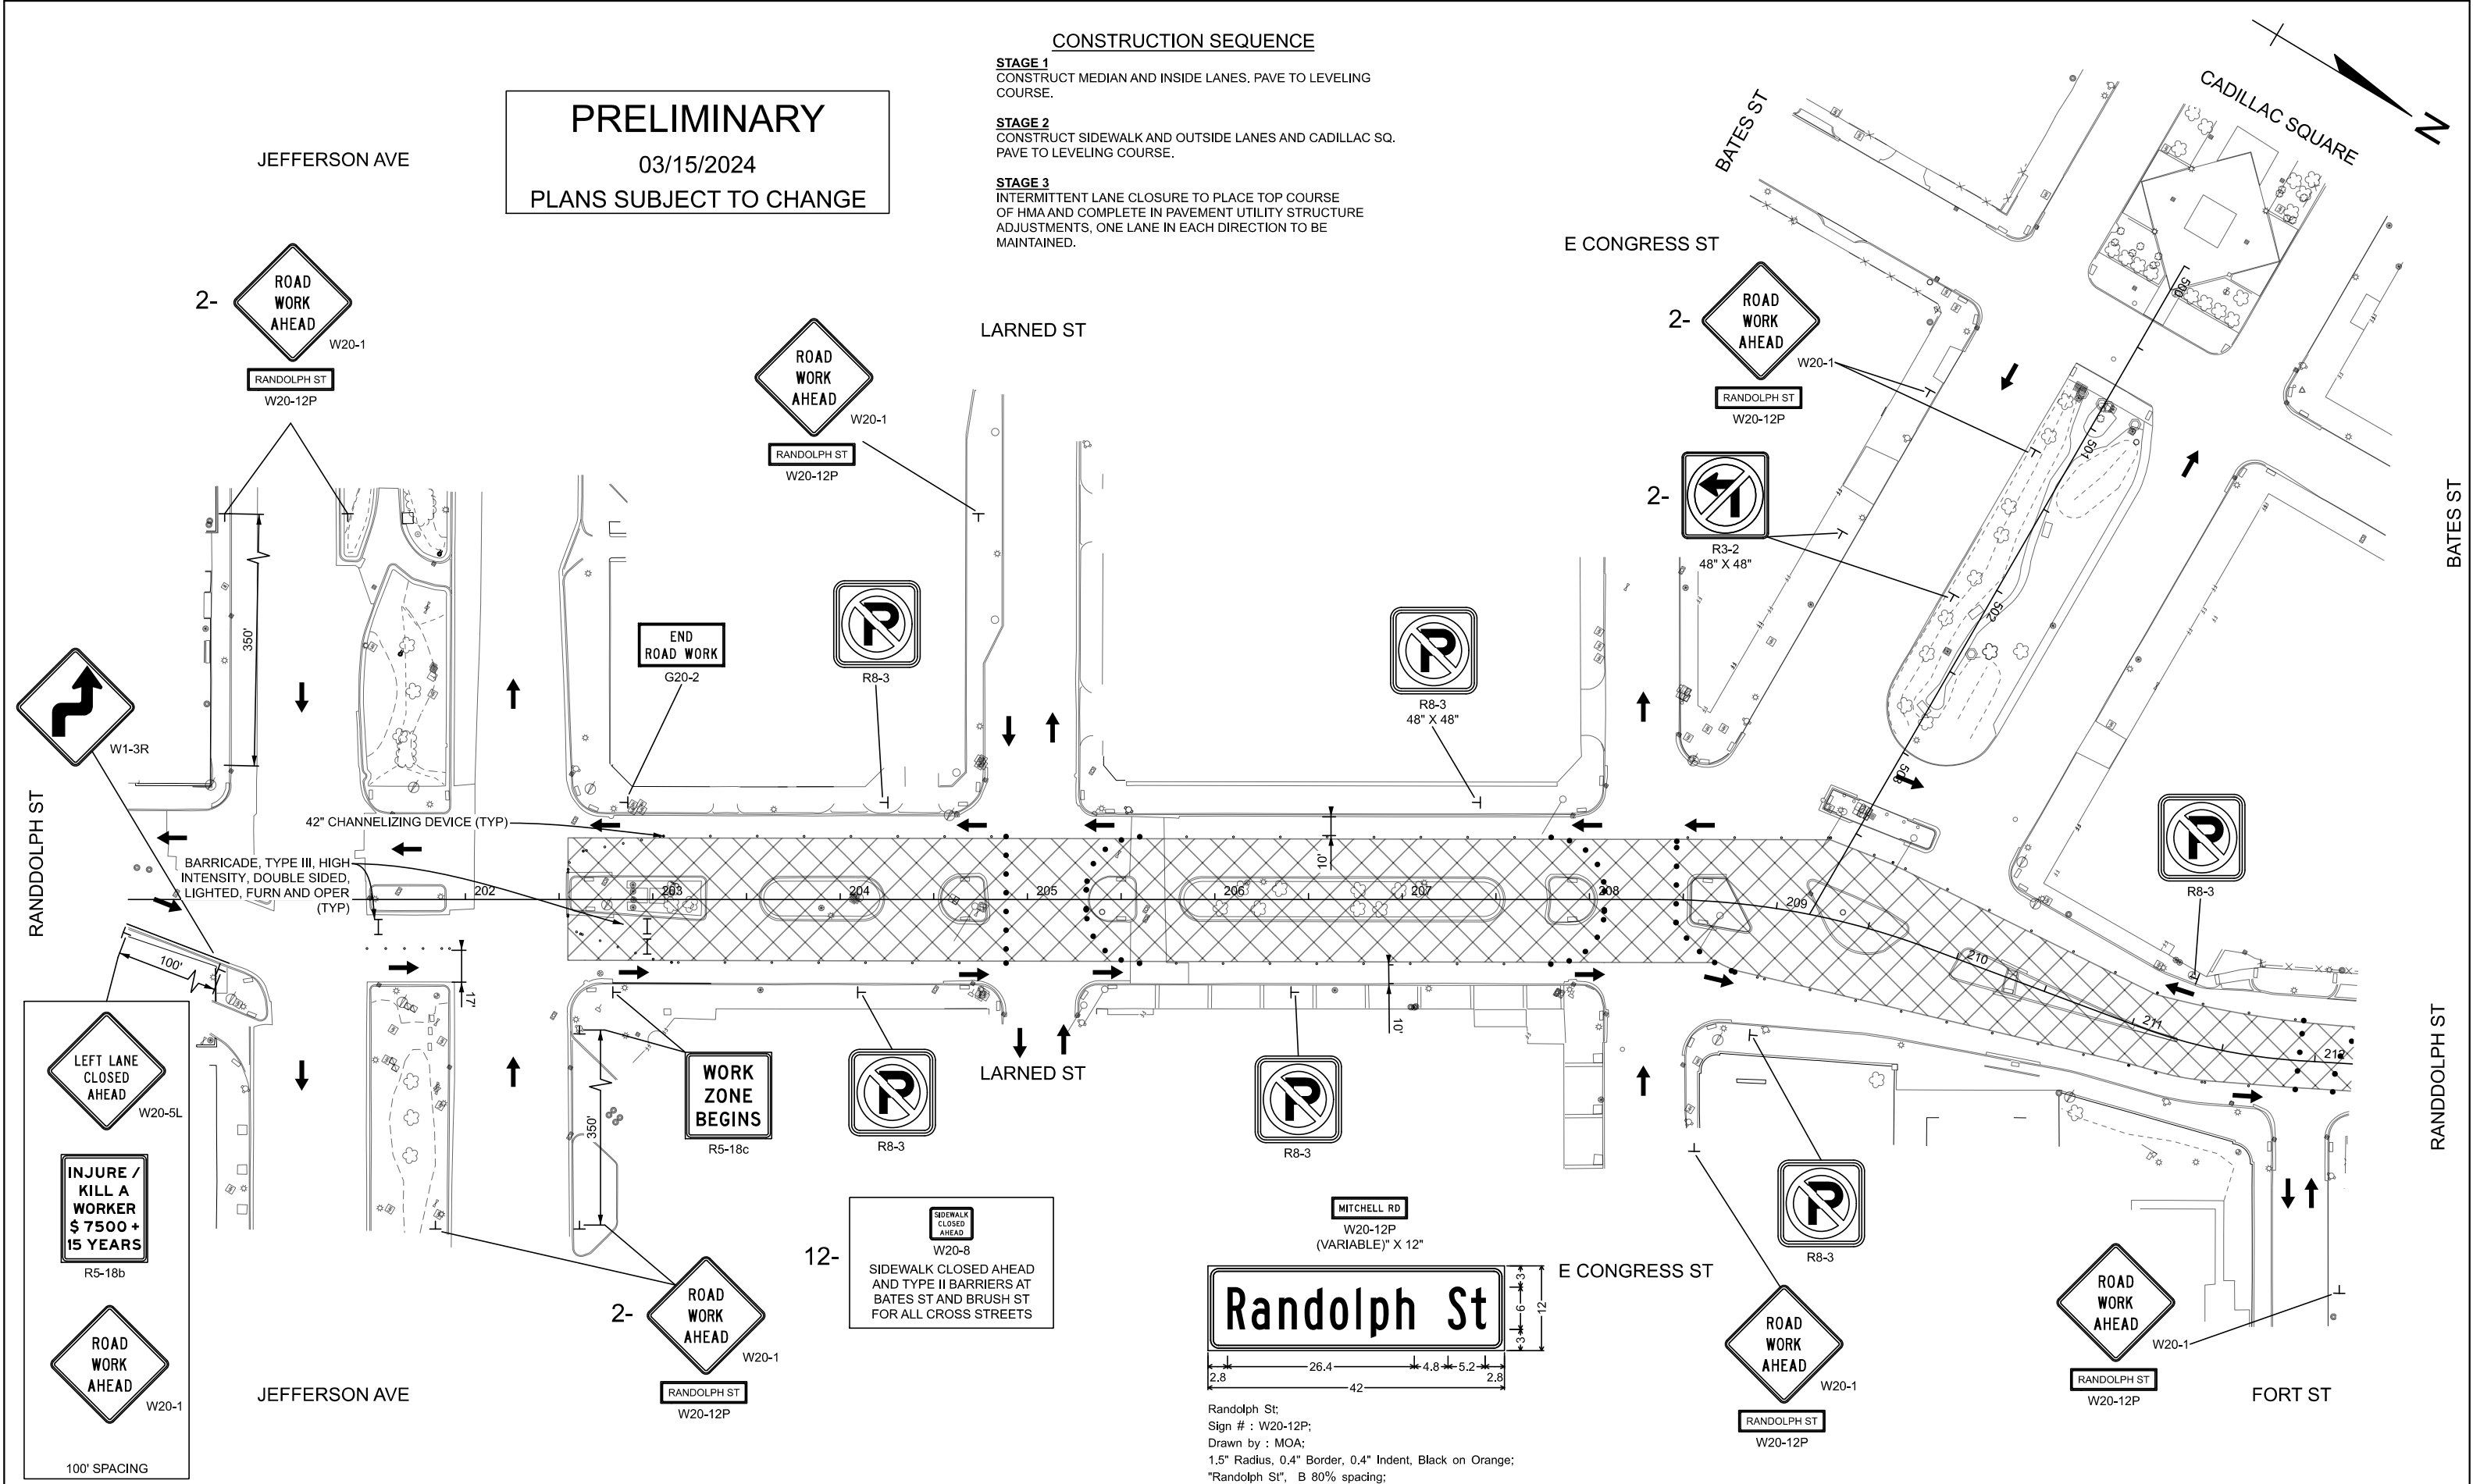 CONSTRUCTION SEQUENCE
STAGE 1
CONSTRUCT MEDIAN AND INSIDE LANES. PAVE TO LEVELING
COURSE.
STAGE 2
CONSTRUCT SIDEWALK AND OUTSIDE LANES AND CADILLAC SQ.
PAVE TO LEVELING COURSE.
STAGE 3
INTERMITTENT LANE CLOSURE TO PLACE TOP COURSE
OF HMA AND COMPLETE IN PAVEMENT UTILITY STRUCTURE
ADJUSTMENTS, ONE LANE IN EACH DIRECTION TO BE
MAINTAINED.
PRELIMINARY
03/15/2024
PLANS SUBJECT TO CHANGE
JEFFERSON AVE
BATES ST
CADILLAC SQUARE
N
E CONGRESS ST
LARNED ST
2-
ROAD
WORK
AHEAD
W20-1
RANDOLPH ST
W20-12P
ROAD
WORK
AHEAD
W20-1
RANDOLPH ST
W20-12P
2-
ROAD
WORK
AHEAD
W20-1
RANDOLPH ST
W20-12P
2-
R3-2
48" X 48"
500
501
502
503
BATES ST
350'
W1-3R
END
ROAD WORK
G20-2
P
R8-3
P
R8-3
48" X 48"
P
R8-3
RANDDOLPH ST
42" CHANNELIZING DEVICE (TYP)
BARRICADE, TYPE III, HIGH
INTENSITY, DOUBLE SIDED,
LIGHTED, FURN AND OPER
(TYP)
202
203
204
205
206
207
208
209
210
211
212
10'
10'
17'
100'
350'
LEFT LANE
CLOSED
AHEAD
W20-5L
INJURE /
KILL A
WORKER
$ 7500 +
15 YEARS
R5-18b
ROAD
WORK
AHEAD
W20-1
100' SPACING
JEFFERSON AVE
WORK
ZONE
BEGINS
R5-18c
P
R8-3
LARNED ST
P
R8-3
P
R8-3
RANDDOLPH ST
2-
ROAD
WORK
AHEAD
W20-1
RANDOLPH ST
W20-12P
12-
SIDEWALK
CLOSED
AHEAD
W20-8
SIDEWALK CLOSED AHEAD
AND TYPE II BARRIERS AT
BATES ST AND BRUSH ST
FOR ALL CROSS STREETS
MITCHELL RD
W20-12P
(VARIABLE)" X 12"
Randolph St
3
6
3
12
2.8
26.4
4.8
5.2
2.8
42
Randolph St;
Sign # : W20-12P;
Drawn by : MOA;
1.5" Radius, 0.4" Border, 0.4" Indent, Black on Orange;
"Randolph St", B 80% spacing;
E CONGRESS ST
ROAD
WORK
AHEAD
W20-1
RANDOLPH ST
W20-12P
ROAD
WORK
AHEAD
W20-1
RANDOLPH ST
W20-12P
FORT ST